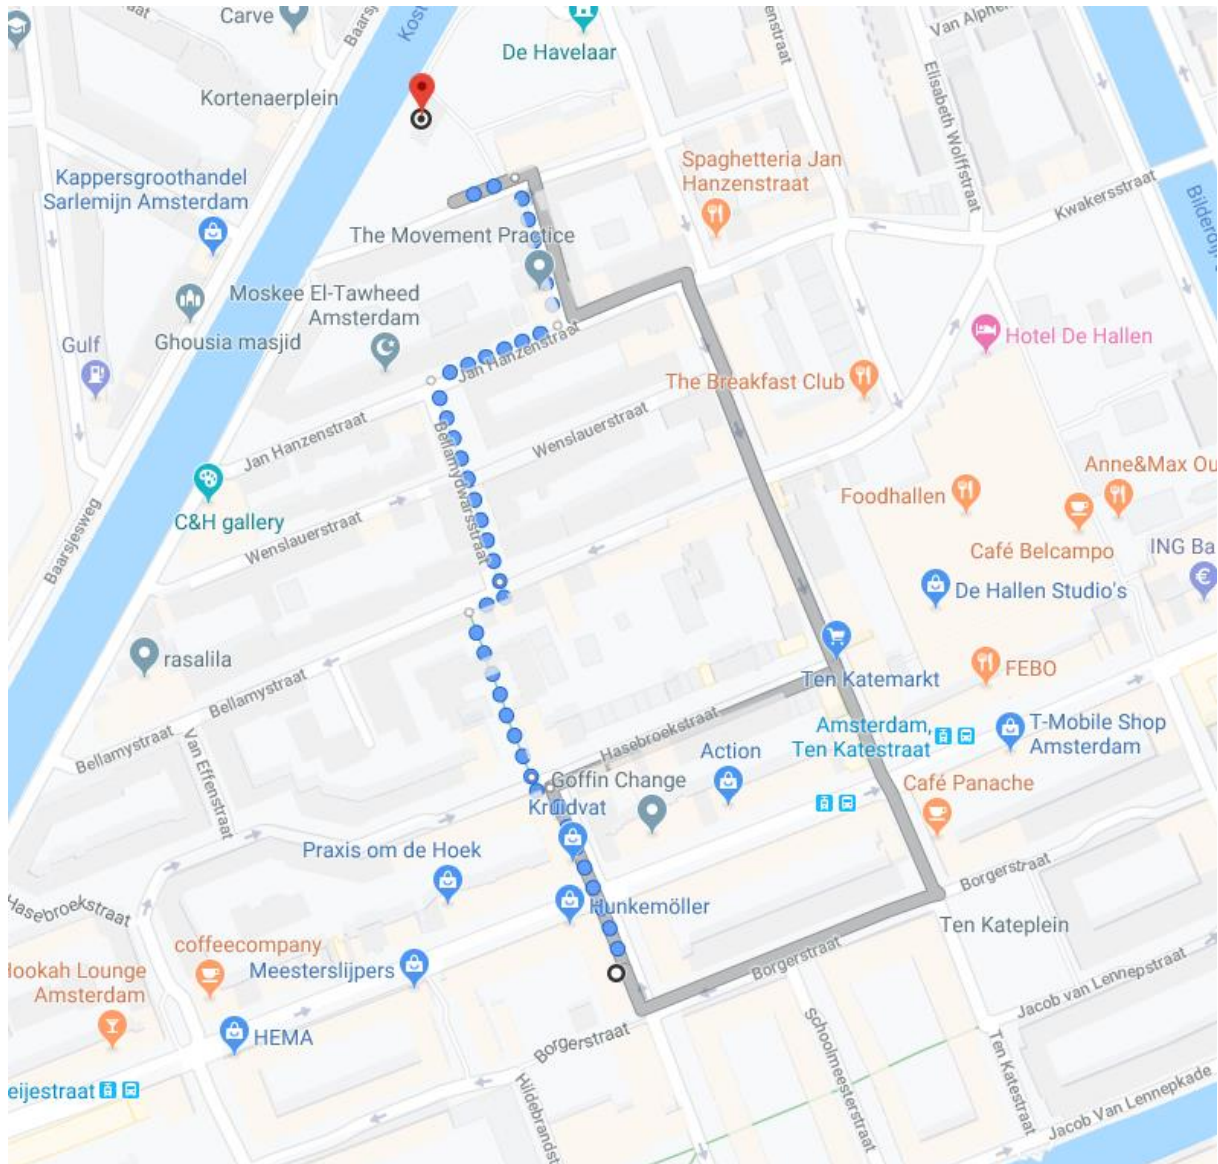 Carve
Baarsj
Kost
De Havelaar
Van Alphen
Kortenaerplein
Elisabeth Wolffstraat
Spaghetteria Jan
Hanzenstraat
Kappersgroothandel
Sarlemijn Amsterdam
Kwakersstraat
Bilderdijk
The Movement Practice
Moskee El-Tawheed
Amsterdam
Ghousia masjid
Gulf
Hotel De Hallen
Jan Hanzenstraat
The Breakfast Club
Wenslauerstraat
Jan Hanzenstraat
Bellamydwarsstraat
Anne&Max Ou
Foodhallen
C&H gallery
Wenslauerstraat
Café Belcampo
ING Ba
Baarsjesweg
De Hallen Studio's
rasalila
FEBO
Ten Katemarkt
Bellamystraat
Hasebroekstraat
Amsterdam,
Ten Katestraat
T-Mobile Shop
Amsterdam
Bellamystraat
Van Effenstraat
Action
Goffin Change
Café Panache
Kruidvat
Praxis om de Hoek
Borgerstraat
Hasebroekstraat
Hunkemöller
Ten Kateplein
coffeecompany
Meesterslijpers
Borgerstraat
Hookah Lounge
Amsterdam
Jacob van Lennepstraat
HEMA
Borgerstraat
Schoolmeesterstraat
Ten Katestraat
eijestraat
Hildebrandst
Jacob Van Lennepkade